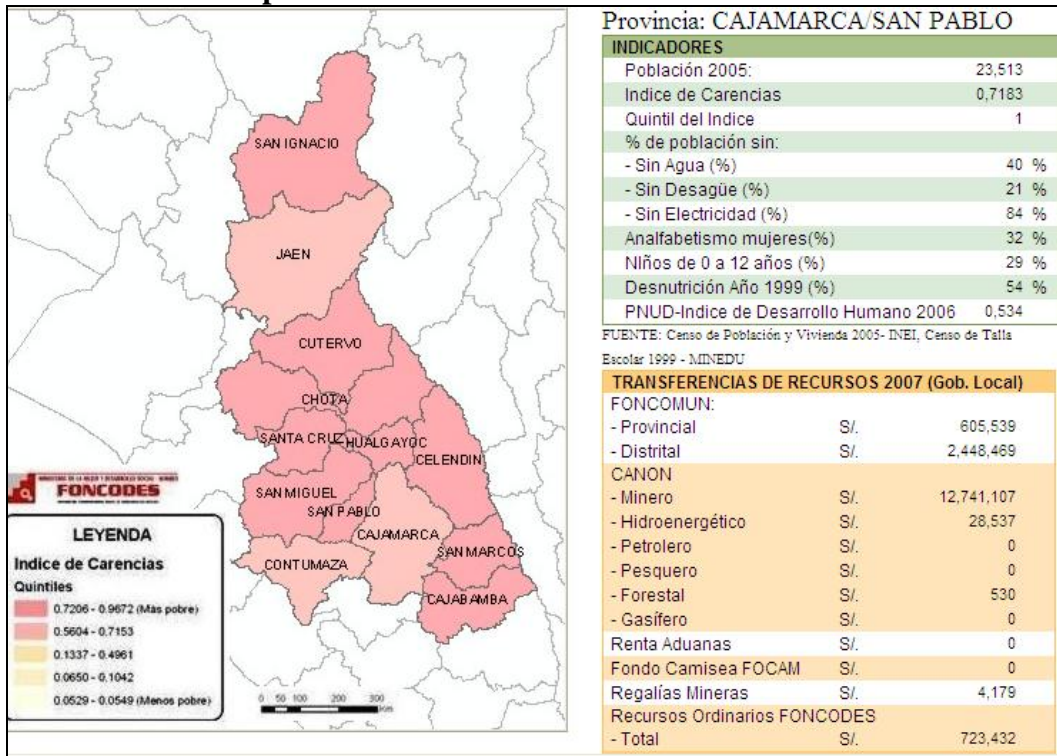 SAN IGNACIO
JAEN
CUTERVO
CHOTA
SANTA CRUZ
HUALGAYOC
CELENDIN
SAN MIGUEL
SAN PABLO
CAJAMARCA
SAN MARCOS
CONTUMAZA
CAJABAMBA
FONCODES
LEYENDA
Indice de Carencias
Quintiles
0.7206 - 0.9672 (Más pobre)
0.5604 - 0.7153
0.1337 - 0.4961
0.0650 - 0.1042
0.0529 - 0.0549 (Menos pobre)
0 50 100 200 300
km
Provincia: CAJAMARCA/SAN PABLO
INDICADORES
Población 2005: 23,513
Indice de Carencias 0,7183
Quintil del Indice 1
% de población sin:
- Sin Agua (%) 40 %
- Sin Desagüe (%) 21 %
- Sin Electricidad (%) 84 %
Analfabetismo mujeres(%) 32 %
Niños de 0 a 12 años (%) 29 %
Desnutrición Año 1999 (%) 54 %
PNUD-Indice de Desarrollo Humano 2006 0,534
FUENTE: Censo de Población y Vivienda 2005- INEI, Censo de Talla
Escolar 1999 - MINEDU
TRANSFERENCIAS DE RECURSOS 2007 (Gob. Local)
FONCOMUN:
- Provincial S/. 605,539
- Distrital S/. 2,448,469
CANON
- Minero S/. 12,741,107
- Hidroenergético S/. 28,537
- Petrolero S/. 0
- Pesquero S/. 0
- Forestal S/. 530
- Gasífero S/. 0
Renta Aduanas S/. 0
Fondo Camisea FOCAM S/. 0
Regalías Mineras S/. 4,179
Recursos Ordinarios FONCODES
- Total S/. 723,432